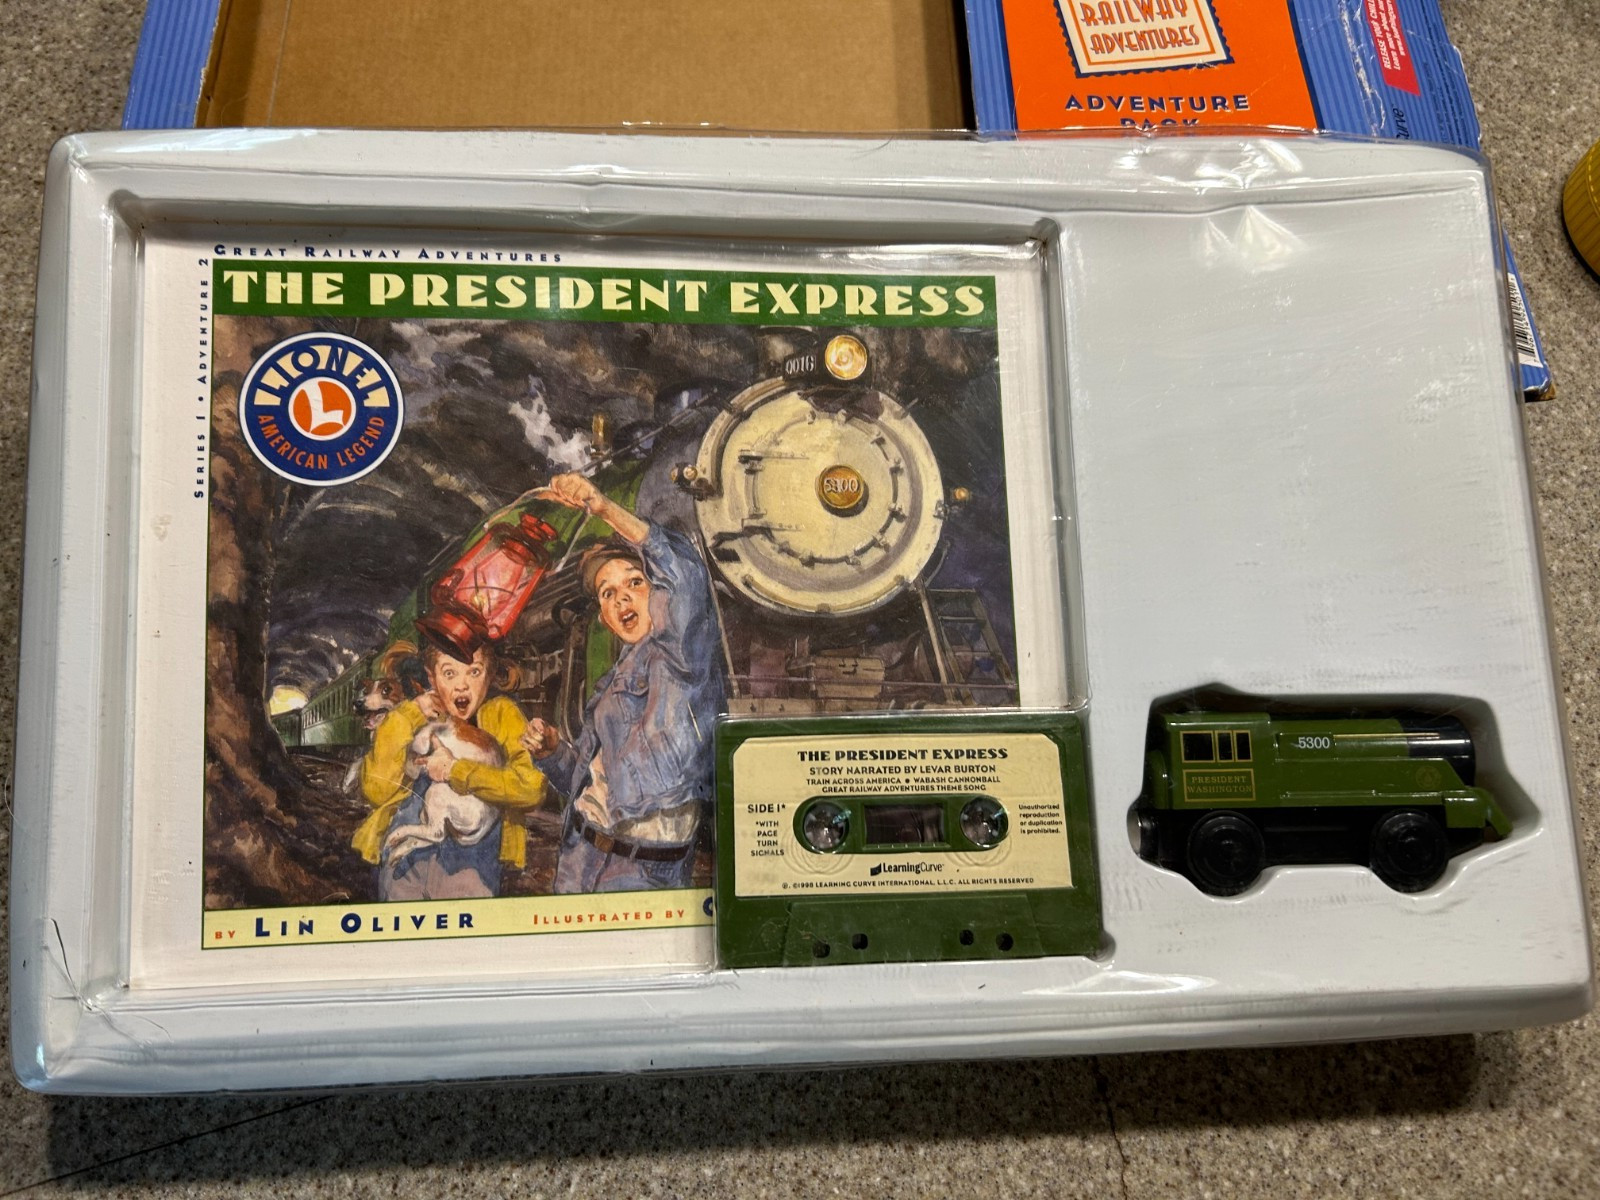 RAILWAY
ADVENTURES
ADVENTURE
PACK
GREAT RAILWAY ADVENTURES
SERIES 1 • ADVENTURE 2
THE PRESIDENT EXPRESS
LIONEL
L
AMERICAN LEGEND
0016
5300
BY LIN OLIVER
ILLUSTRATED BY
THE PRESIDENT EXPRESS
STORY NARRATED BY LEVAR BURTON
TRAIN ACROSS AMERICA • WABASH CANNONBALL
GREAT RAILWAY ADVENTURES THEME SONG
SIDE 1*
*WITH
PAGE
TURN
SIGNALS
Unauthorized
reproduction
or duplication
is prohibited.
LearningCurve
℗, ©1998 LEARNING CURVE INTERNATIONAL, L.L.C. ALL RIGHTS RESERVED
5300
PRESIDENT
WASHINGTON